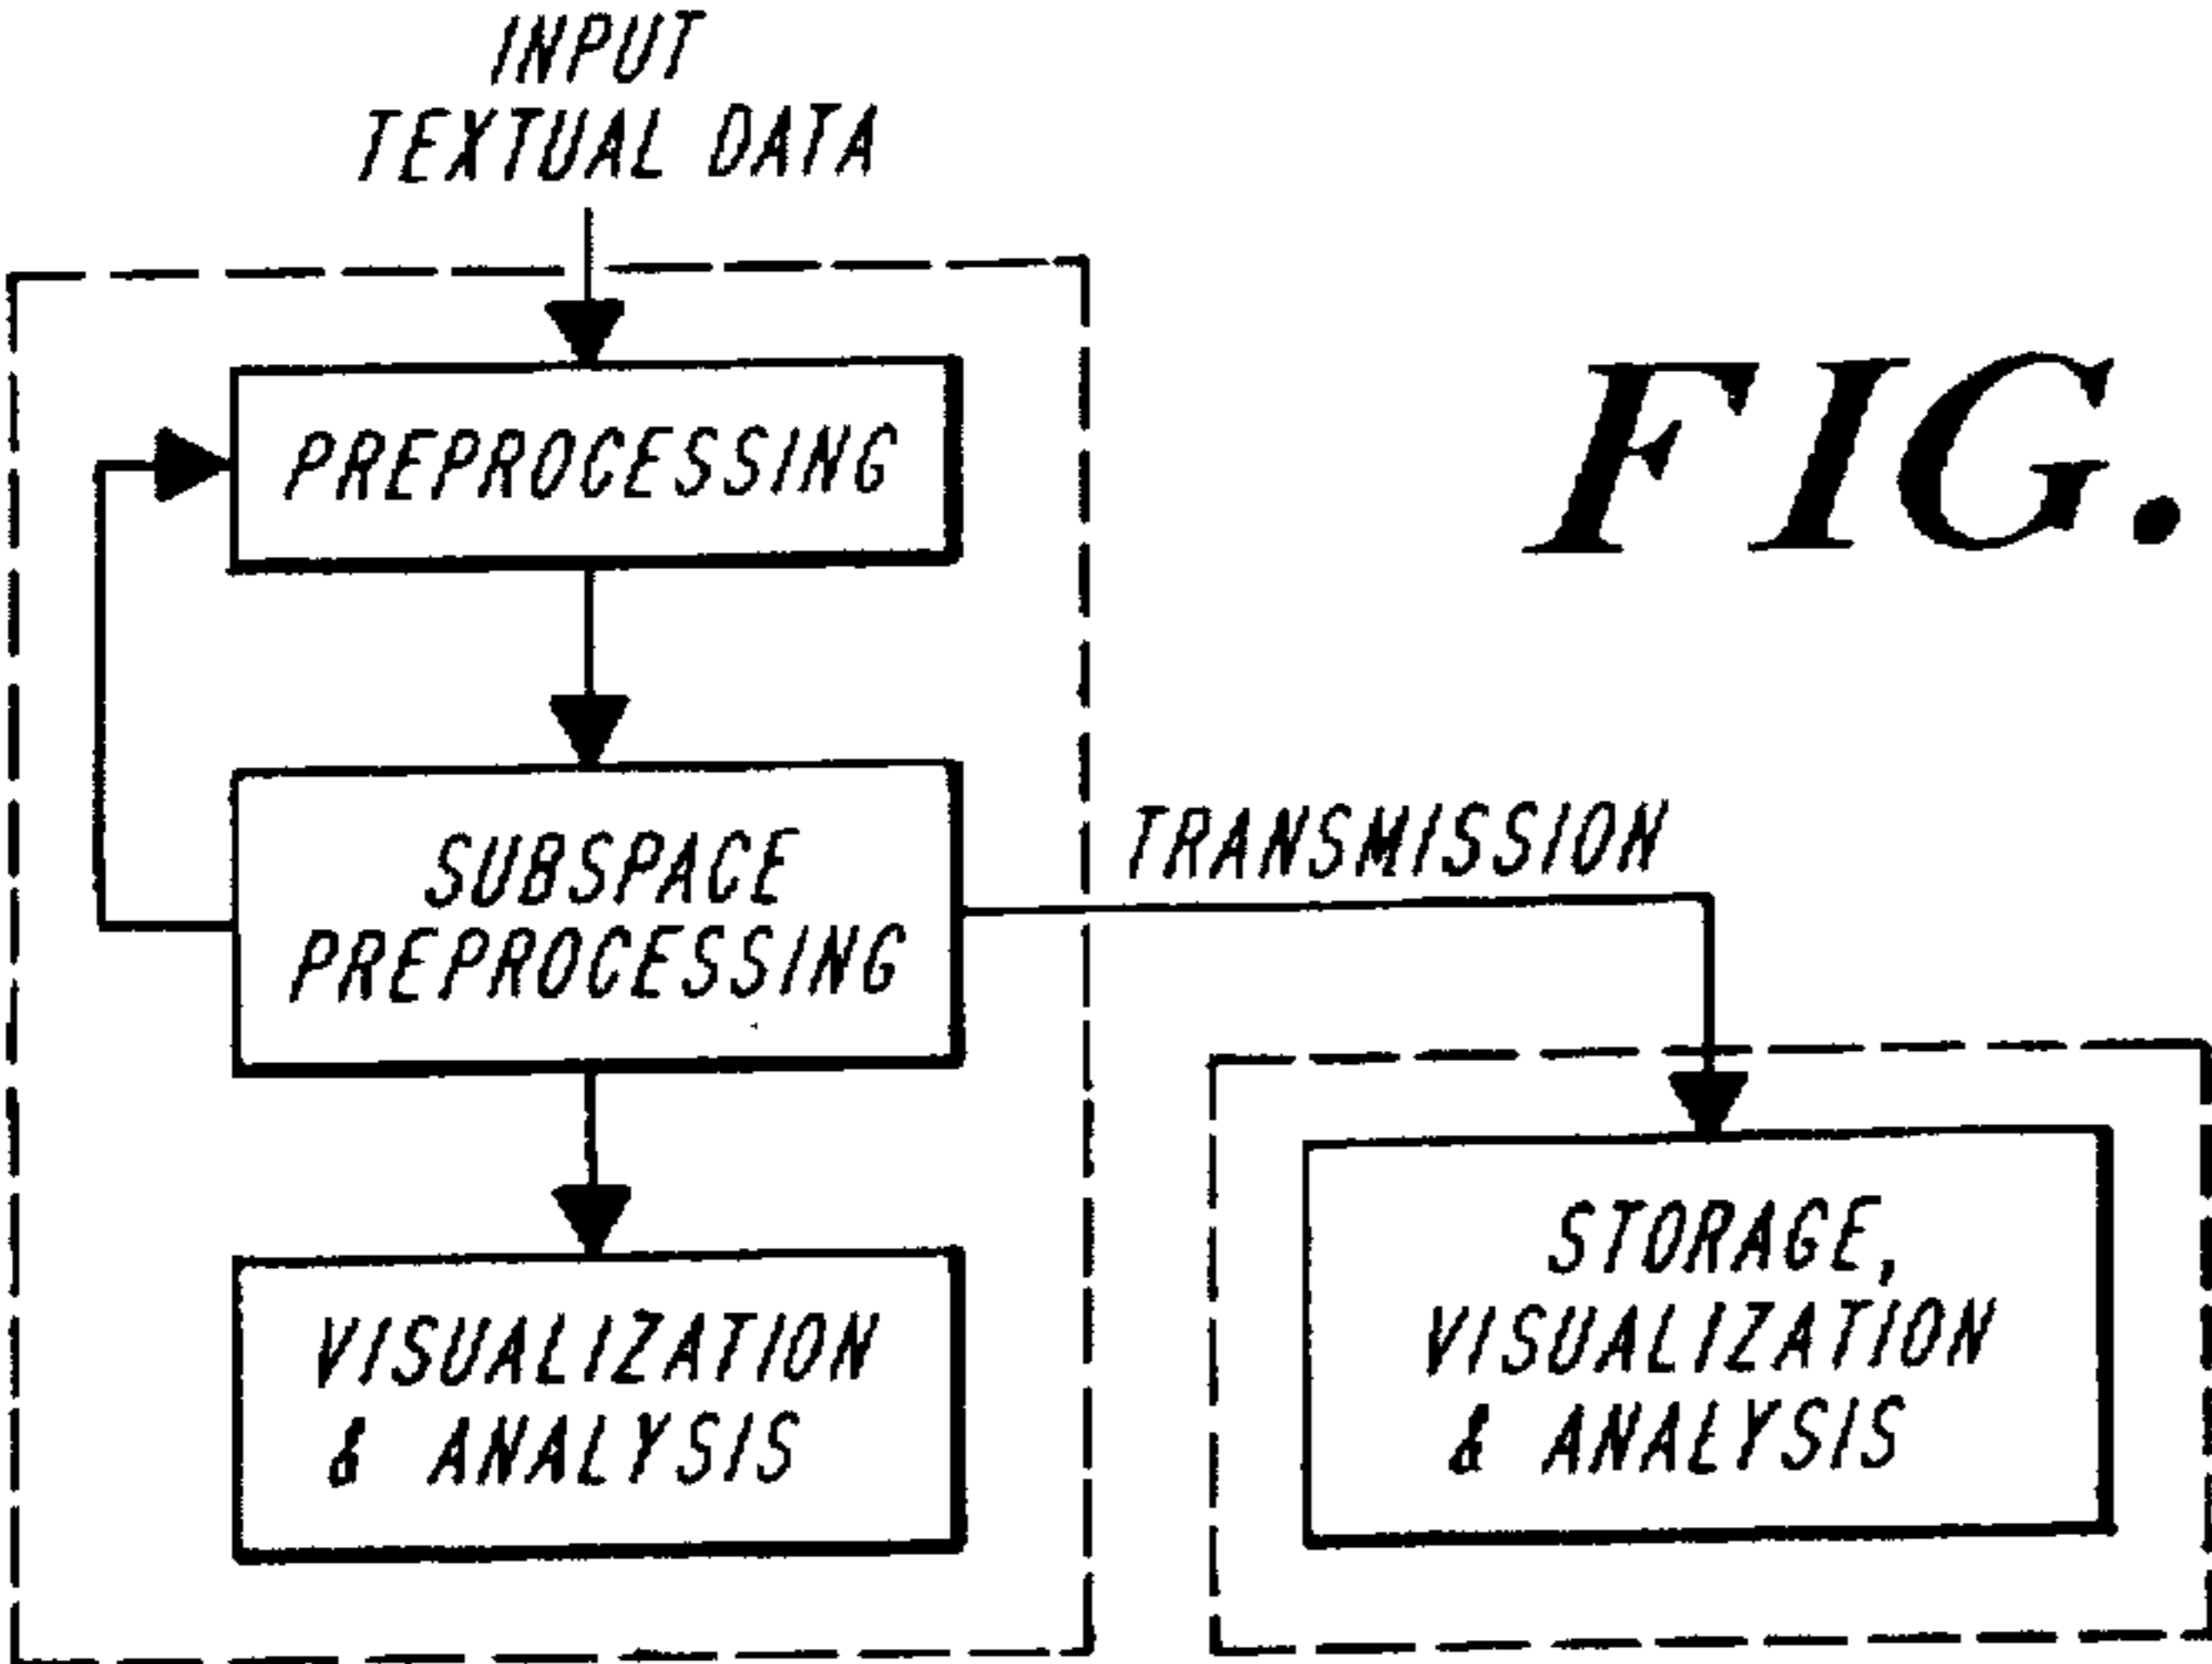 INPUT
TEXTUAL DATA
PREPROCESSING
FIG.
SUBSPACE
PREPROCESSING
TRANSMISSION
VISUALIZATION
& ANALYSIS
STORAGE,
VISUALIZATION
& ANALYSIS